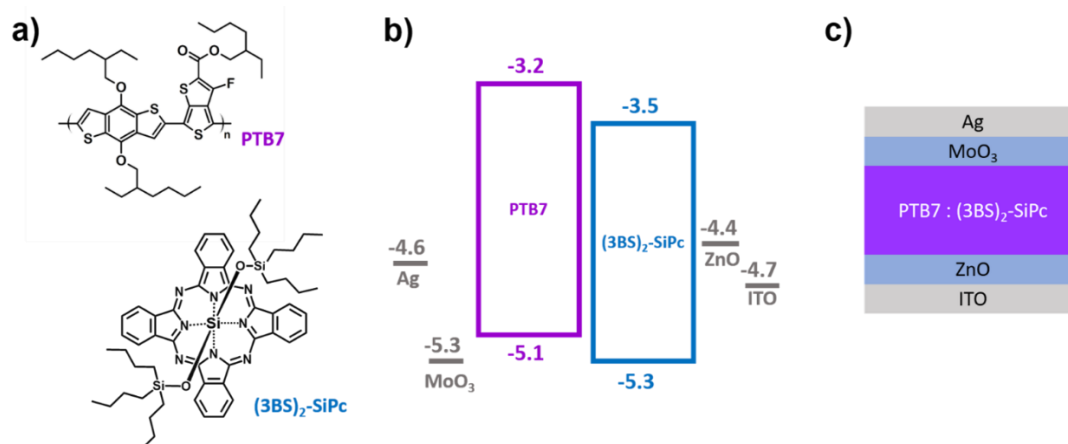 a)
O
O
F
O
S
S
S
S
n
O
PTB7
Si
O
N
N
N
N
Si
N
N
N
N
Si
O
(3BS)₂-SiPc
b)
-3.2
-3.5
PTB7
(3BS)₂-SiPc
-4.6
Ag
-4.4
ZnO
-4.7
ITO
-5.3
MoO₃
-5.1
-5.3
c)
Ag
MoO₃
PTB7 : (3BS)₂-SiPc
ZnO
ITO